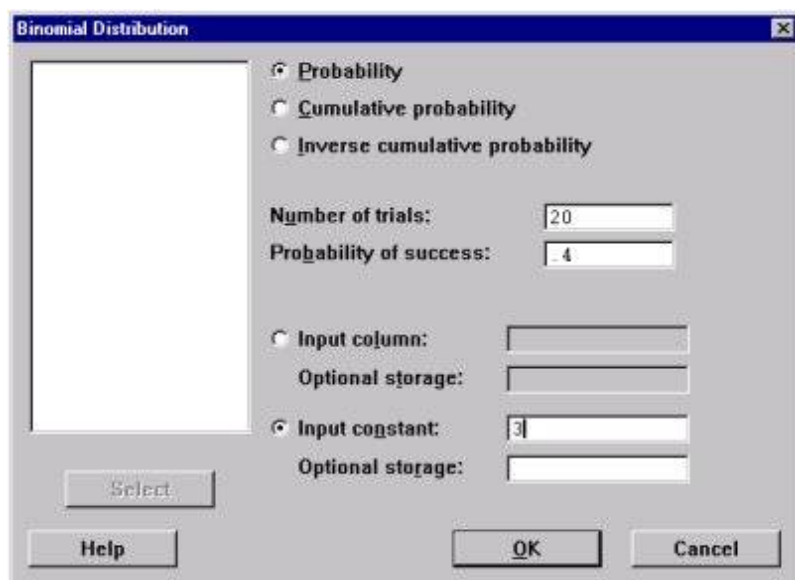 Binomial Distribution
Probability
Cumulative probability
Inverse cumulative probability
Number of trials: 20
Probability of success: .4
Input column:
Optional storage:
Input constant: 3
Optional storage:
Select
Help OK Cancel